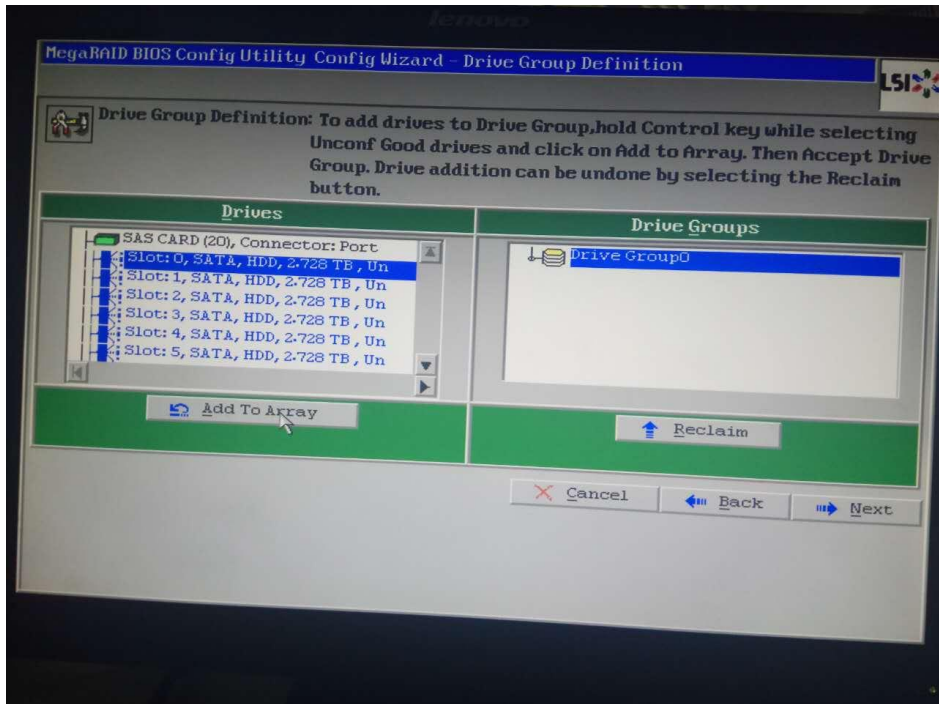 lenovo
MegaRAID BIOS Config Utility Config Wizard – Drive Group Definition
LSI
Drive Group Definition: To add drives to Drive Group,hold Control key while selecting
Unconf Good drives and click on Add to Array. Then Accept Drive
Group. Drive addition can be undone by selecting the Reclaim
button.
Drives
SAS CARD (20), Connector: Port
Slot: 0, SATA, HDD, 2.728 TB , Un
Slot: 1, SATA, HDD, 2.728 TB , Un
Slot: 2, SATA, HDD, 2.728 TB , Un
Slot: 3, SATA, HDD, 2.728 TB , Un
Slot: 4, SATA, HDD, 2.728 TB , Un
Slot: 5, SATA, HDD, 2.728 TB , Un
Drive Groups
Drive Group0
Add To Array
Reclaim
Cancel
Back
Next